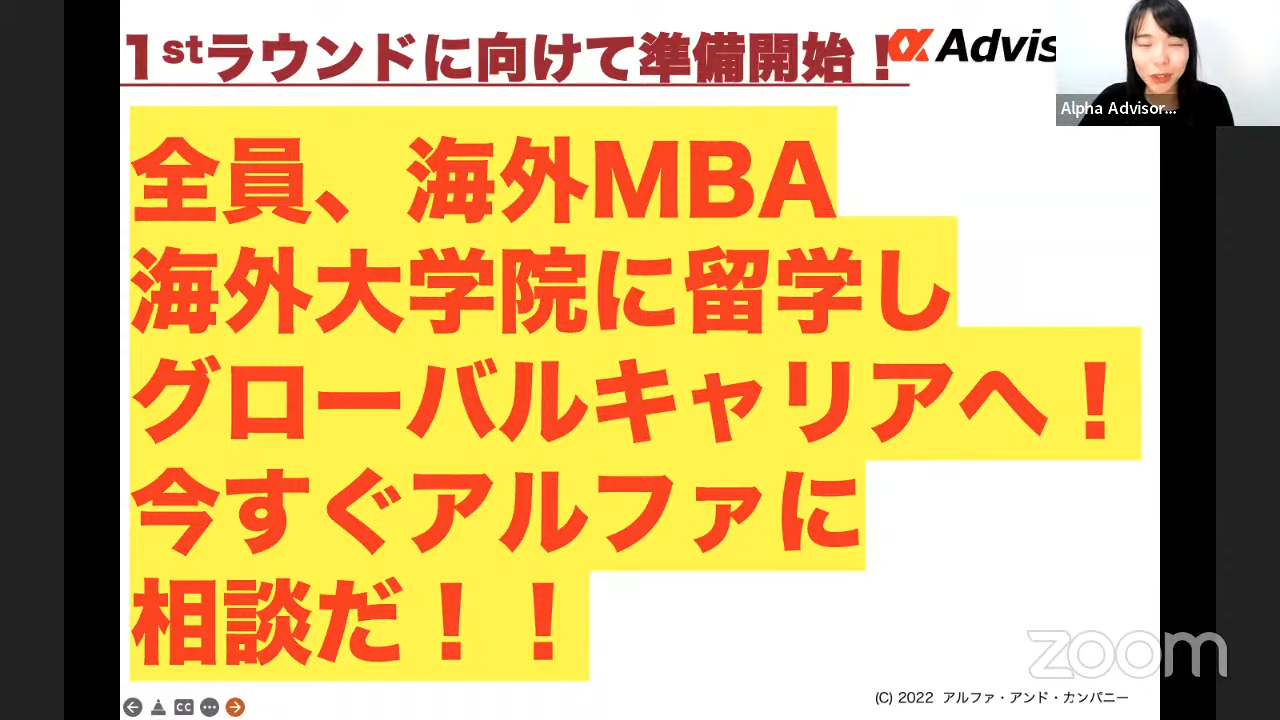 1stラウンドに向けて準備開始！
α Advis
Alpha Advisor...
全員、海外MBA
海外大学院に留学し
グローバルキャリアへ！
今すぐアルファに
相談だ！！
zoom
CC
(C) 2022 アルファ・アンド・カンパニー